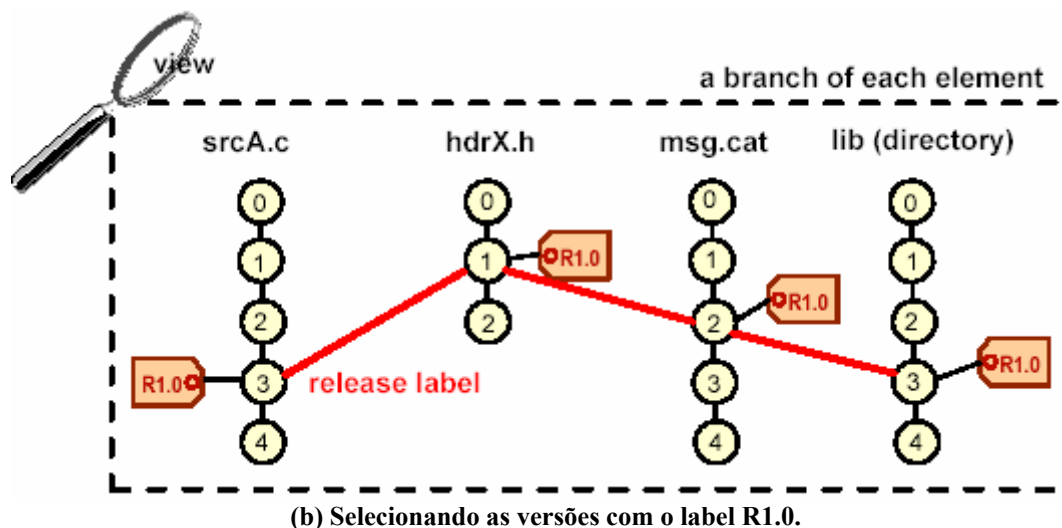 view
a branch of each element
srcA.c hdrX.h msg.cat lib (directory)
0 0 0 0
1 1 R1.0 1 1
2 2 2 R1.0 2
R1.0 3 release label 3 3 R1.0
4 4 4
(b) Selecionando as versões com o label R1.0.